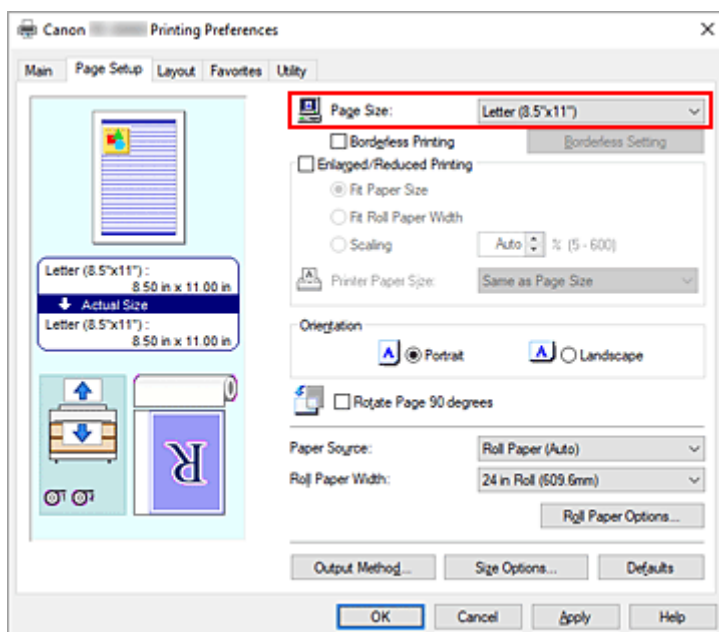 Canon Printing Preferences
Main Page Setup Layout Favorites Utility
Page Size: Letter (8.5"x11")
Borderless Printing Borderless Setting
Enlarged/Reduced Printing
Fit Paper Size
Fit Roll Paper Width
Scaling Auto % (5 - 600)
Printer Paper Size: Same as Page Size
Letter (8.5"x11") :
8.50 in x 11.00 in
Actual Size
Letter (8.5"x11") :
8.50 in x 11.00 in
Orientation
A Portrait A Landscape
Rotate Page 90 degrees
Paper Source: Roll Paper (Auto)
Roll Paper Width: 24 in Roll (609.6mm)
R
Roll Paper Options...
Output Method... Size Options... Defaults
OK Cancel Apply Help